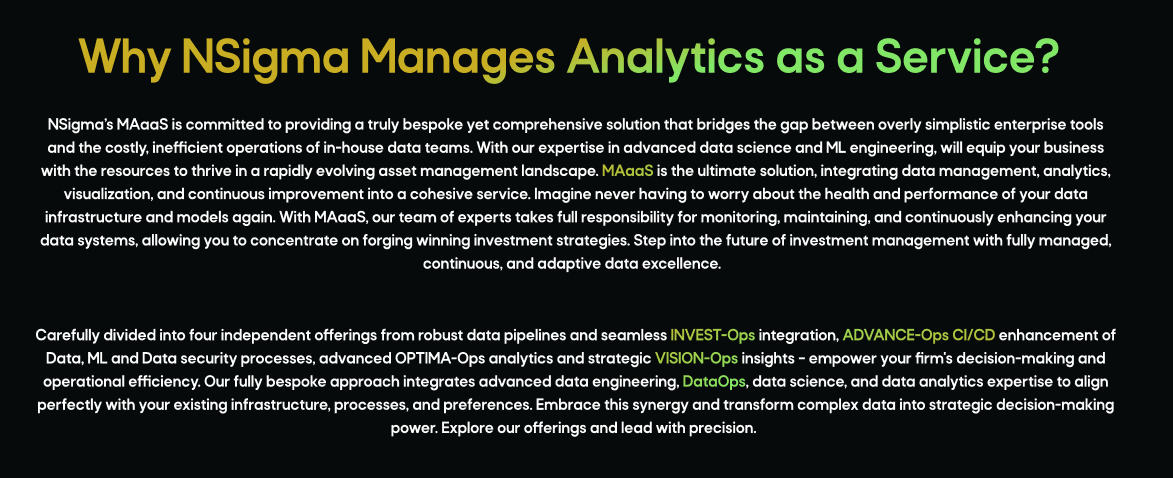 Why NSigma Manages Analytics as a Service?
NSigma's MAaaS is committed to providing a truly bespoke yet comprehensive solution that bridges the gap between overly simplistic enterprise tools
and the costly, inefficient operations of in-house data teams. With our expertise in advanced data science and ML engineering, will equip your business
with the resources to thrive in a rapidly evolving asset management landscape. MAaaS is the ultimate solution, integrating data management, analytics,
visualization, and continuous improvement into a cohesive service. Imagine never having to worry about the health and performance of your data
infrastructure and models again. With MAaaS, our team of experts takes full responsibility for monitoring, maintaining, and continuously enhancing your
data systems, allowing you to concentrate on forging winning investment strategies. Step into the future of investment management with fully managed,
continuous, and adaptive data excellence.
Carefully divided into four independent offerings from robust data pipelines and seamless INVEST-Ops integration, ADVANCE-Ops CI/CD enhancement of
Data, ML and Data security processes, advanced OPTIMA-Ops analytics and strategic VISION-Ops insights – empower your firm's decision-making and
operational efficiency. Our fully bespoke approach integrates advanced data engineering, DataOps, data science, and data analytics expertise to align
perfectly with your existing infrastructure, processes, and preferences. Embrace this synergy and transform complex data into strategic decision-making
power. Explore our offerings and lead with precision.